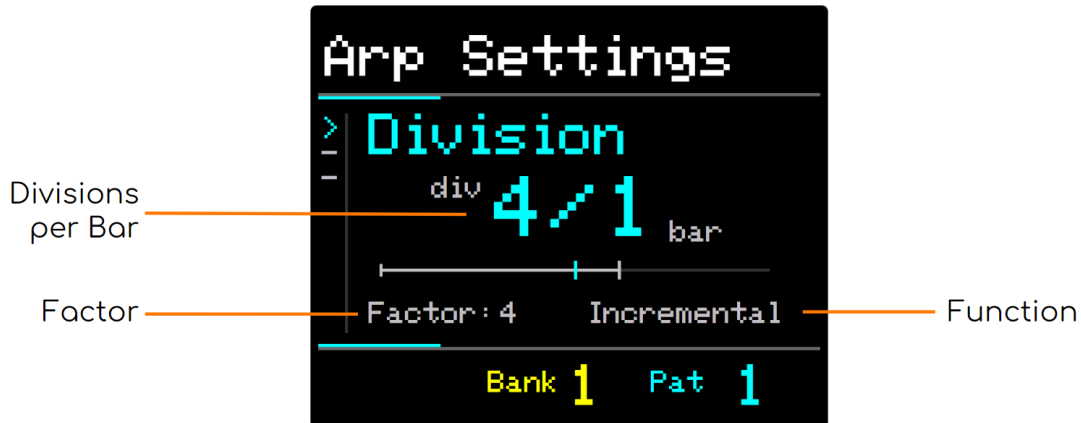 Arp Settings
> Division
Divisions
per Bar
div 4/1 bar
Factor
Factor:4 Incremental
Function
Bank 1 Pat 1